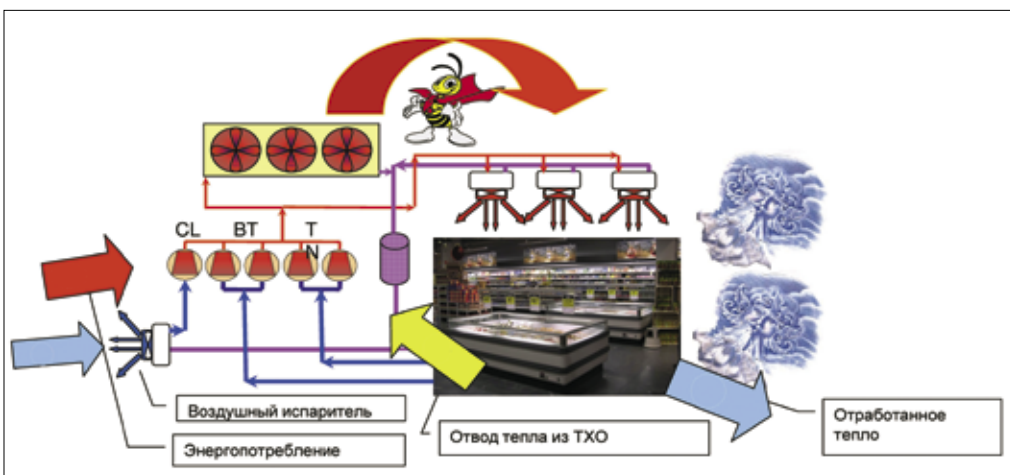 CL BT T
N
Воздушный испаритель
Энергопотребление
Отвод тепла из ТХО
Отработанное
тепло